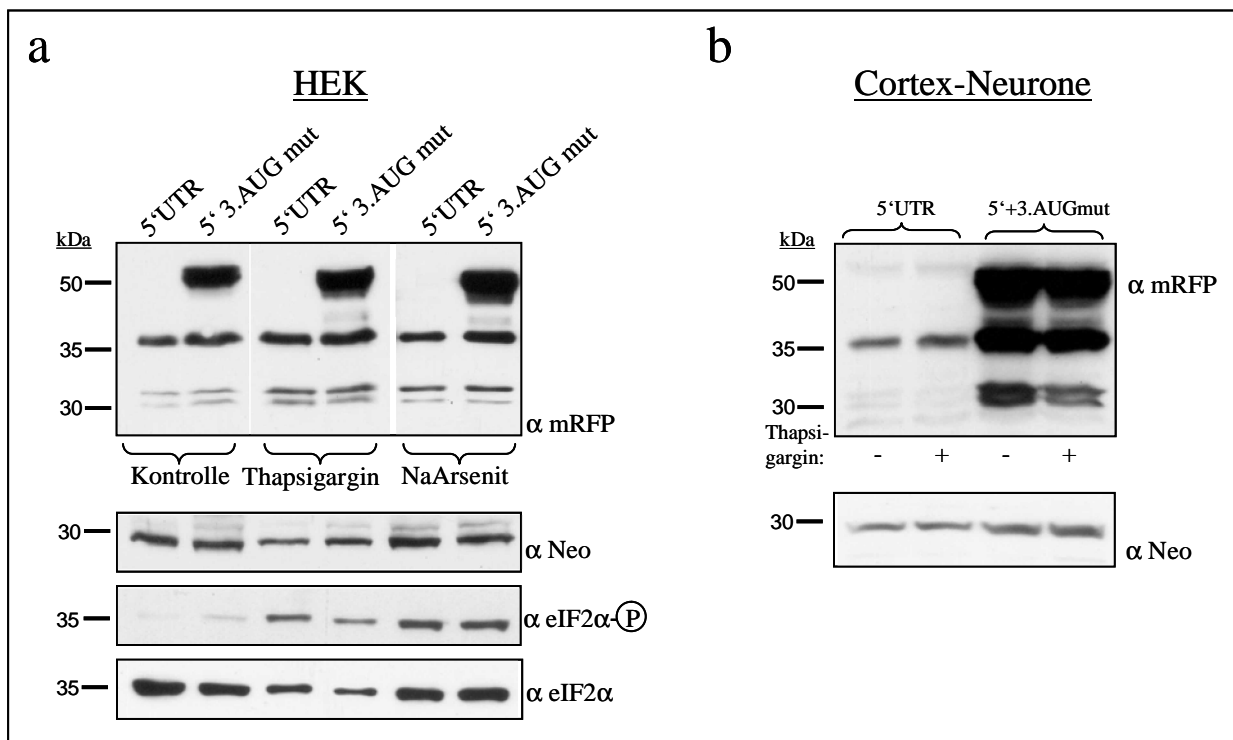 a
HEK
5‘UTR
5‘ 3.AUG mut
5‘UTR
5‘ 3.AUG mut
5‘UTR
5‘ 3.AUG mut
kDa
50
35
30
α mRFP
Kontrolle Thapsigargin NaArsenit
30
α Neo
35
α eIF2α-P
35
α eIF2α
b
Cortex-Neurone
5‘UTR 5‘+3.AUGmut
kDa
50
α mRFP
35
30
Thapsi-
gargin: - + - +
30
α Neo